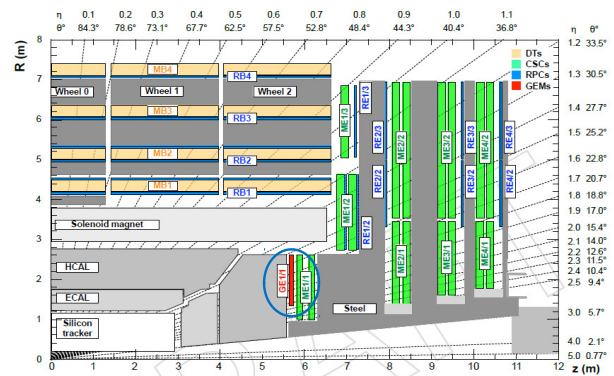 η 0.1 0.2 0.3 0.4 0.5 0.6 0.7 0.8 0.9 1.0 1.1 η θ°
θ° 84.3° 78.6° 73.1° 67.7° 62.5° 57.5° 52.8° 48.4° 44.3° 40.4° 36.8°
R (m)
8
7
6
5
4
3
2
1
0
1.2 33.5°
1.3 30.5°
1.4 27.7°
1.5 25.2°
1.6 22.8°
1.7 20.7°
1.8 18.8°
1.9 17.0°
2.0 15.4°
2.1 14.0°
2.2 12.6°
2.3 11.5°
2.4 10.4°
2.5 9.4°
3.0 5.7°
4.0 2.1°
5.0 0.77°
DTs
CSCs
RPCs
GEMs
MB4
RB4
Wheel 0
Wheel 1
Wheel 2
MB3
RB3
MB2
RB2
MB1
RB1
Solenoid magnet
HCAL
ECAL
Silicon
tracker
Steel
GE1/1
ME1/1
ME1/2
ME1/3
RE1/3
RE1/2
RE2/3
RE2/2
ME2/2
ME2/1
ME3/2
ME3/1
RE3/3
RE3/2
ME4/2
ME4/1
RE4/3
RE4/2
0 1 2 3 4 5 6 7 8 9 10 11 12 z (m)